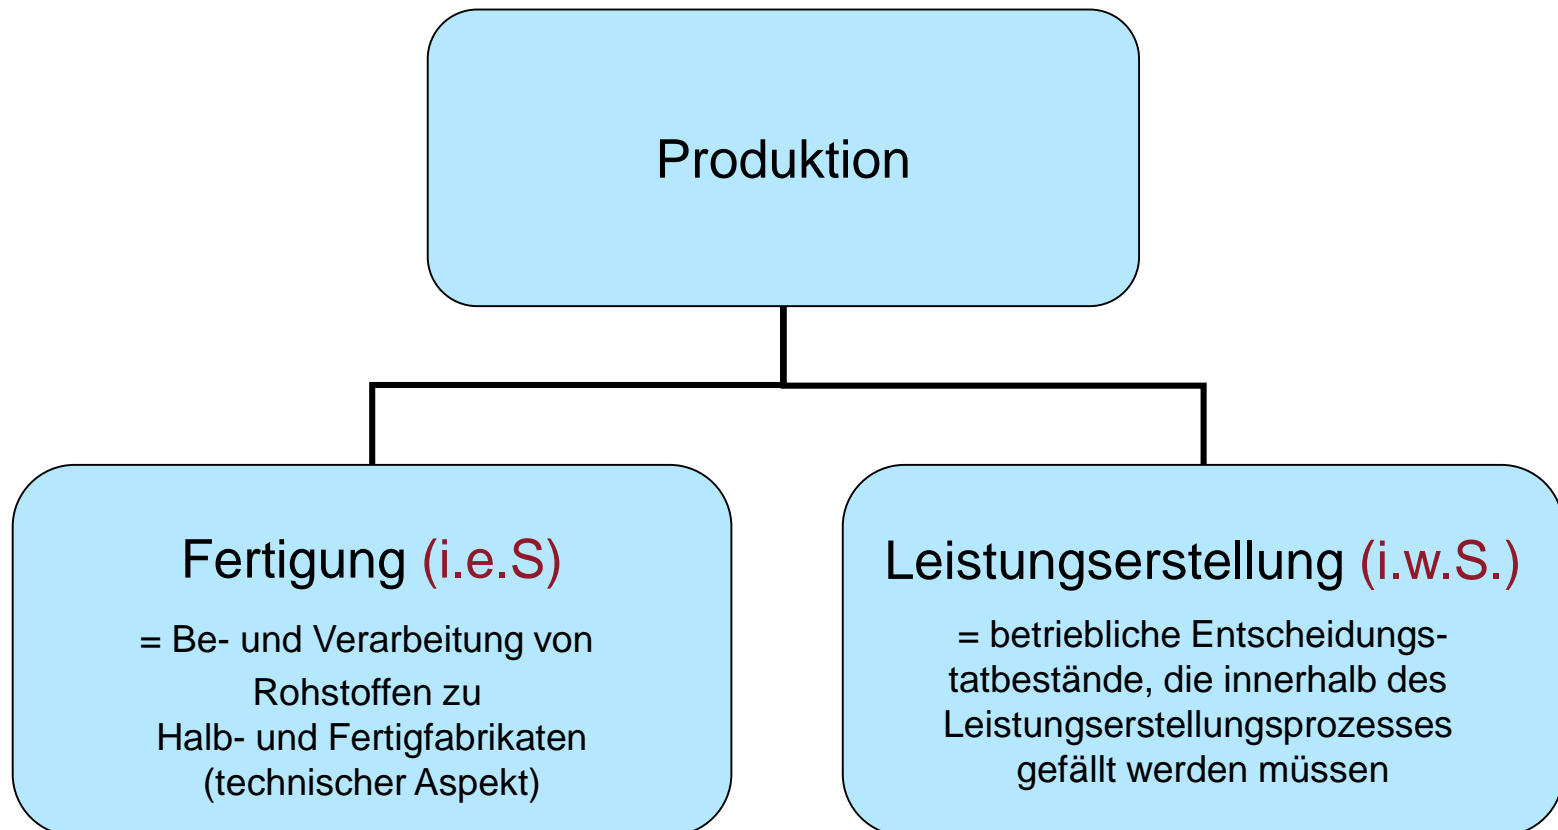 Produktion
Fertigung (i.e.S)
= Be- und Verarbeitung von
Rohstoffen zu
Halb- und Fertigfabrikaten
(technischer Aspekt)
Leistungserstellung (i.w.S.)
= betriebliche Entscheidungs-
tatbestände, die innerhalb des
Leistungserstellungsprozesses
gefällt werden müssen